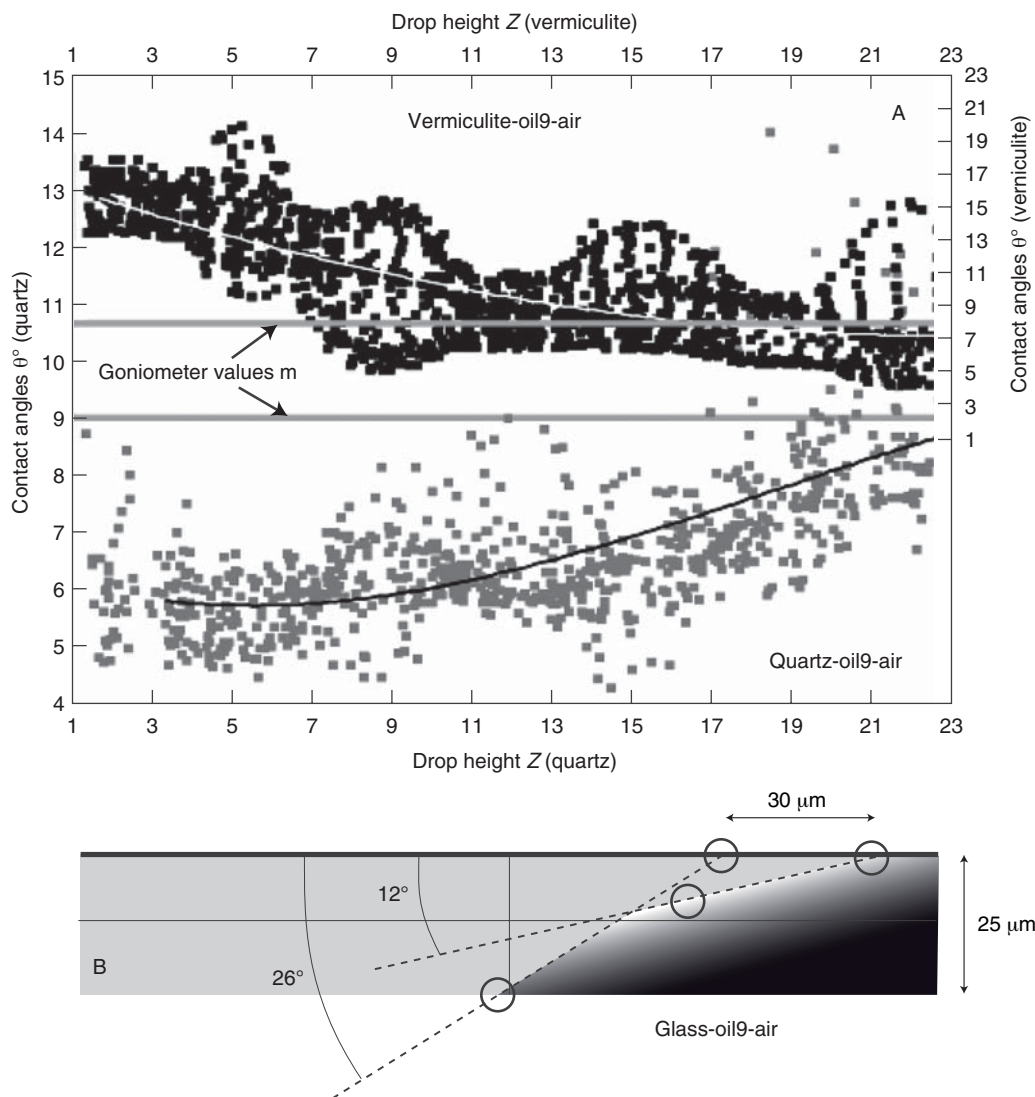 Drop height Z (vermiculite)
1 3 5 7 9 11 13 15 17 19 21 23
15 14 13 12 11 10 9 8 7 6 5 4
Contact angles θ° (quartz)
Vermiculite-oil9-air
A
Goniometer values m
Quartz-oil9-air
23 21 19 17 15 13 11 9 7 5 3 1
Contact angles θ° (verniculite)
1 3 5 7 9 11 13 15 17 19 21 23
Drop height Z (quartz)
30 μm
12°
25 μm
B
26°
Glass-oil9-air